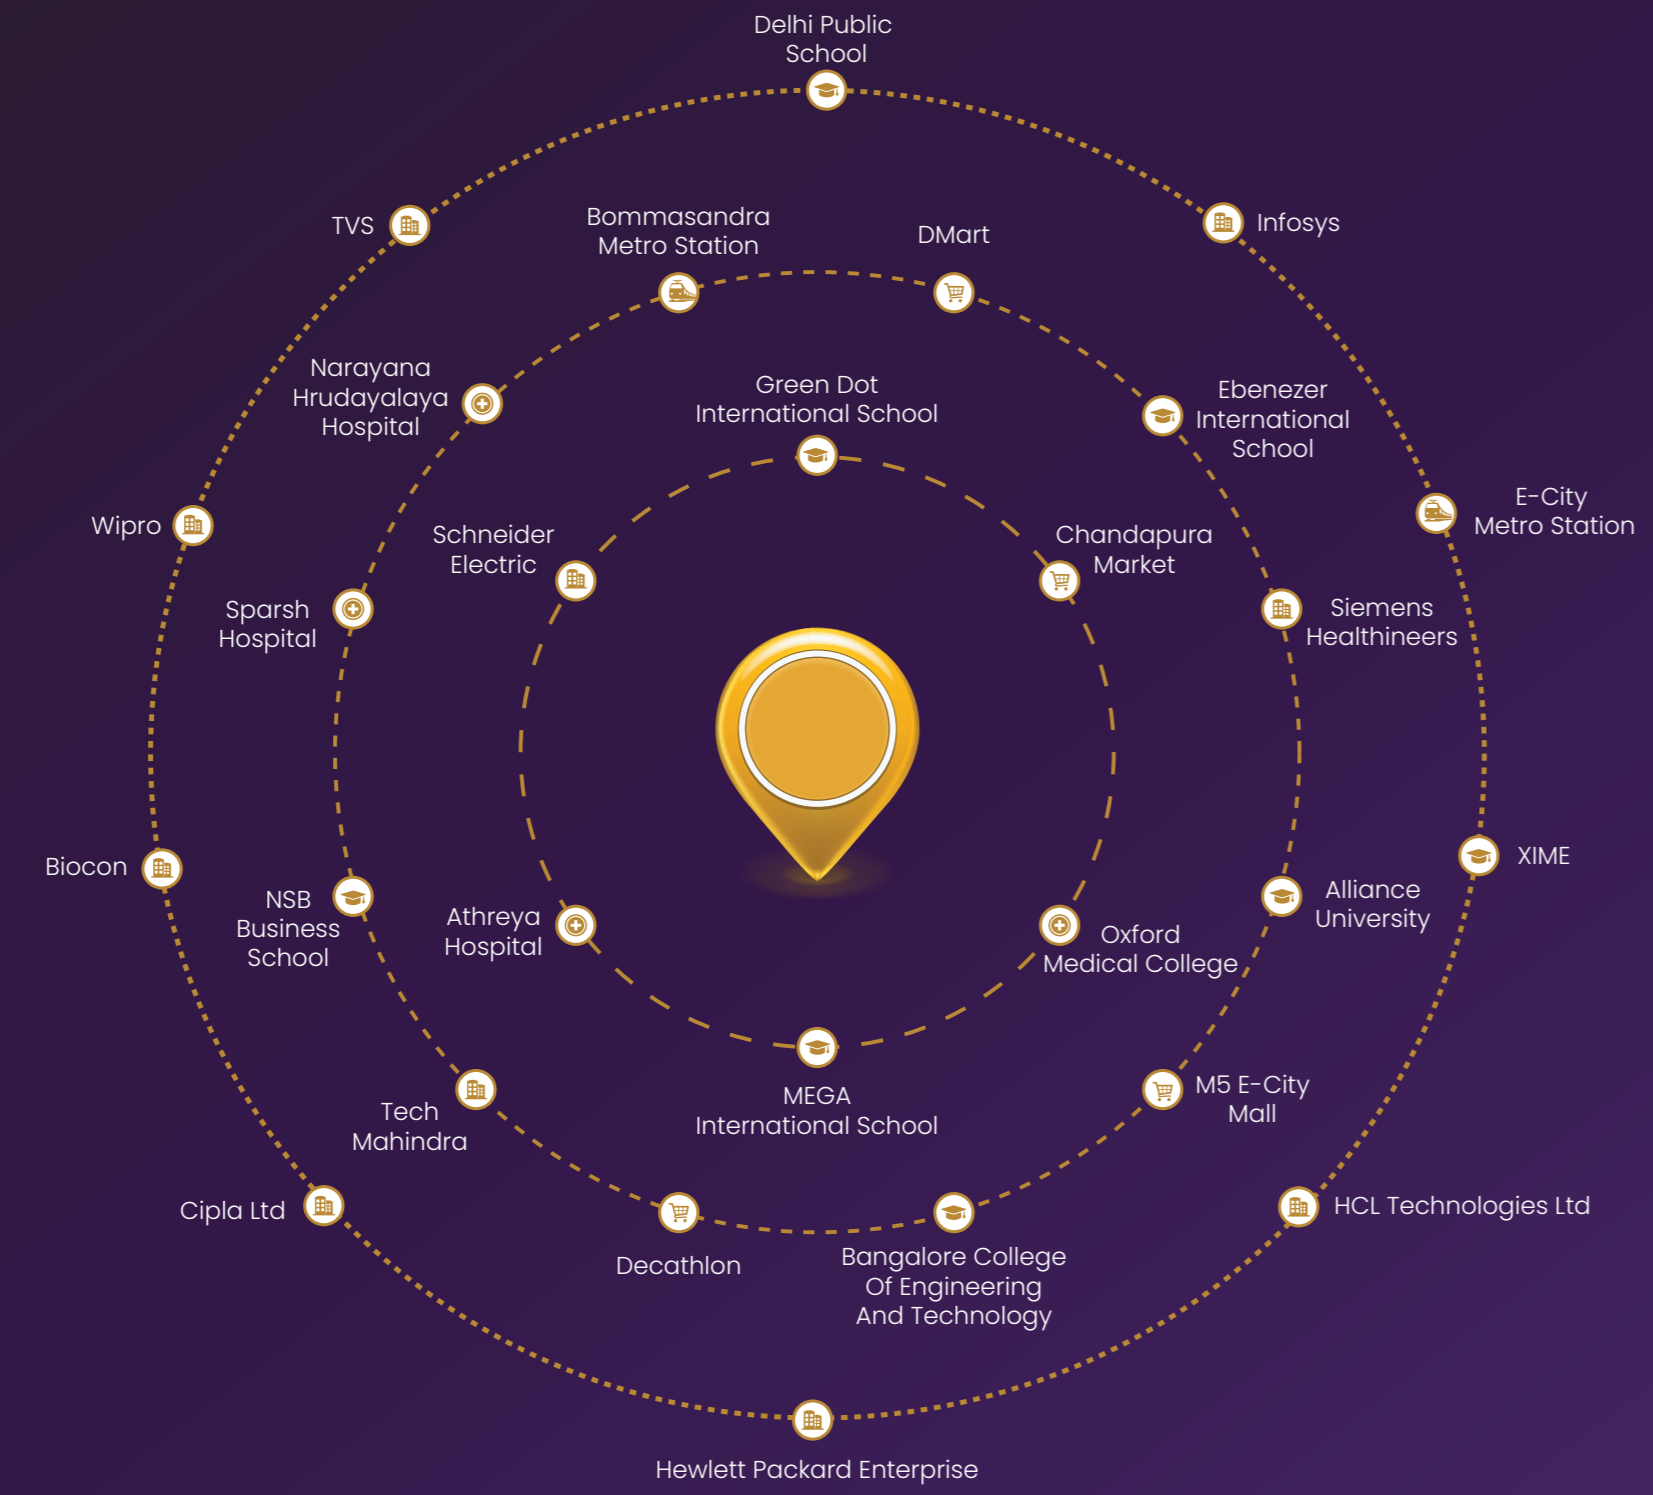 Delhi Public
School
TVS
Infosys
Bommasandra
Metro Station
DMart
Narayana
Hrudayalaya
Hospital
Green Dot
International School
Ebenezer
International
School
Wipro
Schneider
Electric
Chandapura
Market
E-City
Metro Station
Sparsh
Hospital
Siemens
Healthineers
Biocon
NSB
Business
School
Athreya
Hospital
Oxford
Medical College
Alliance
University
XIME
Tech
Mahindra
MEGA
International School
M5 E-City
Mall
Cipla Ltd
HCL Technologies Ltd
Decathlon
Bangalore College
Of Engineering
And Technology
Hewlett Packard Enterprise